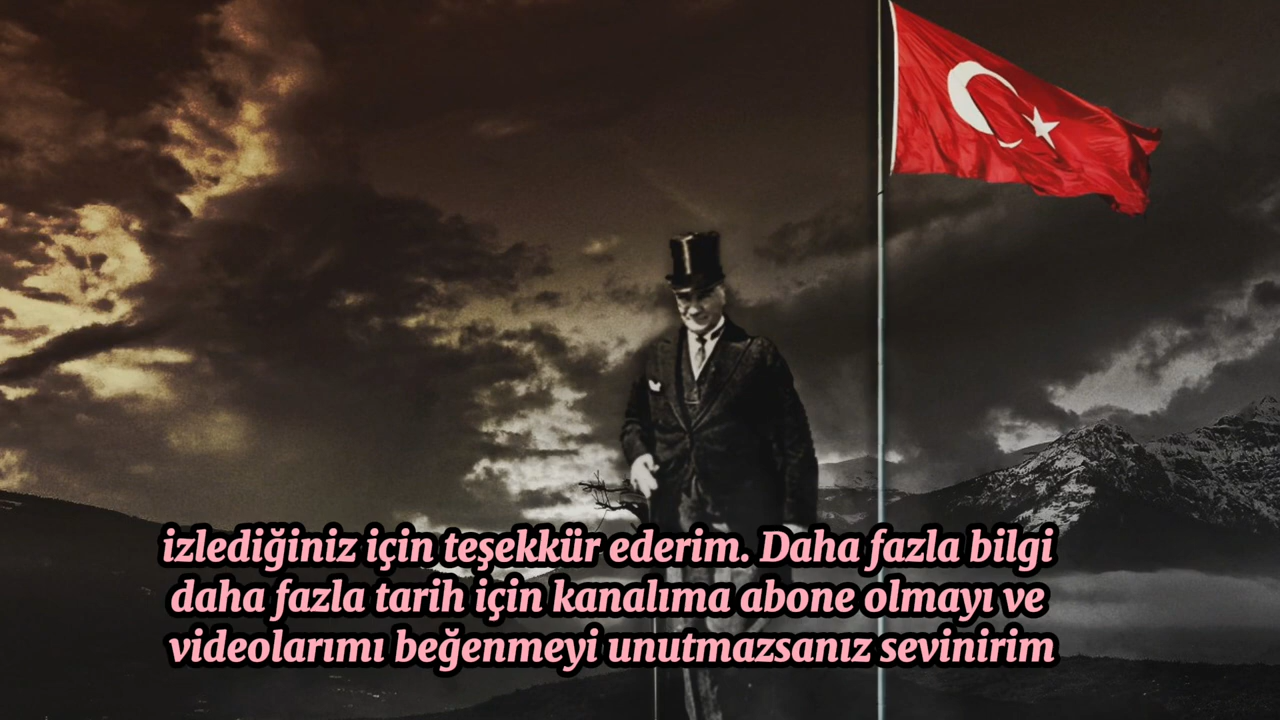 izlediğiniz için teşekkür ederim. Daha fazla bilgi
daha fazla tarih için kanalıma abone olmayı ve
videolarımı beğenmeyi unutmazsanız sevinirim